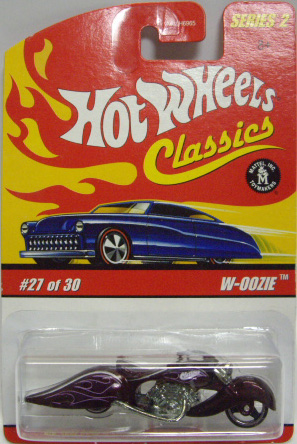 SERIES 2
HOT WHEELS
Classics
MATTEL, INC.
TOYMAKERS
#27 of 30
W-OOZIE™